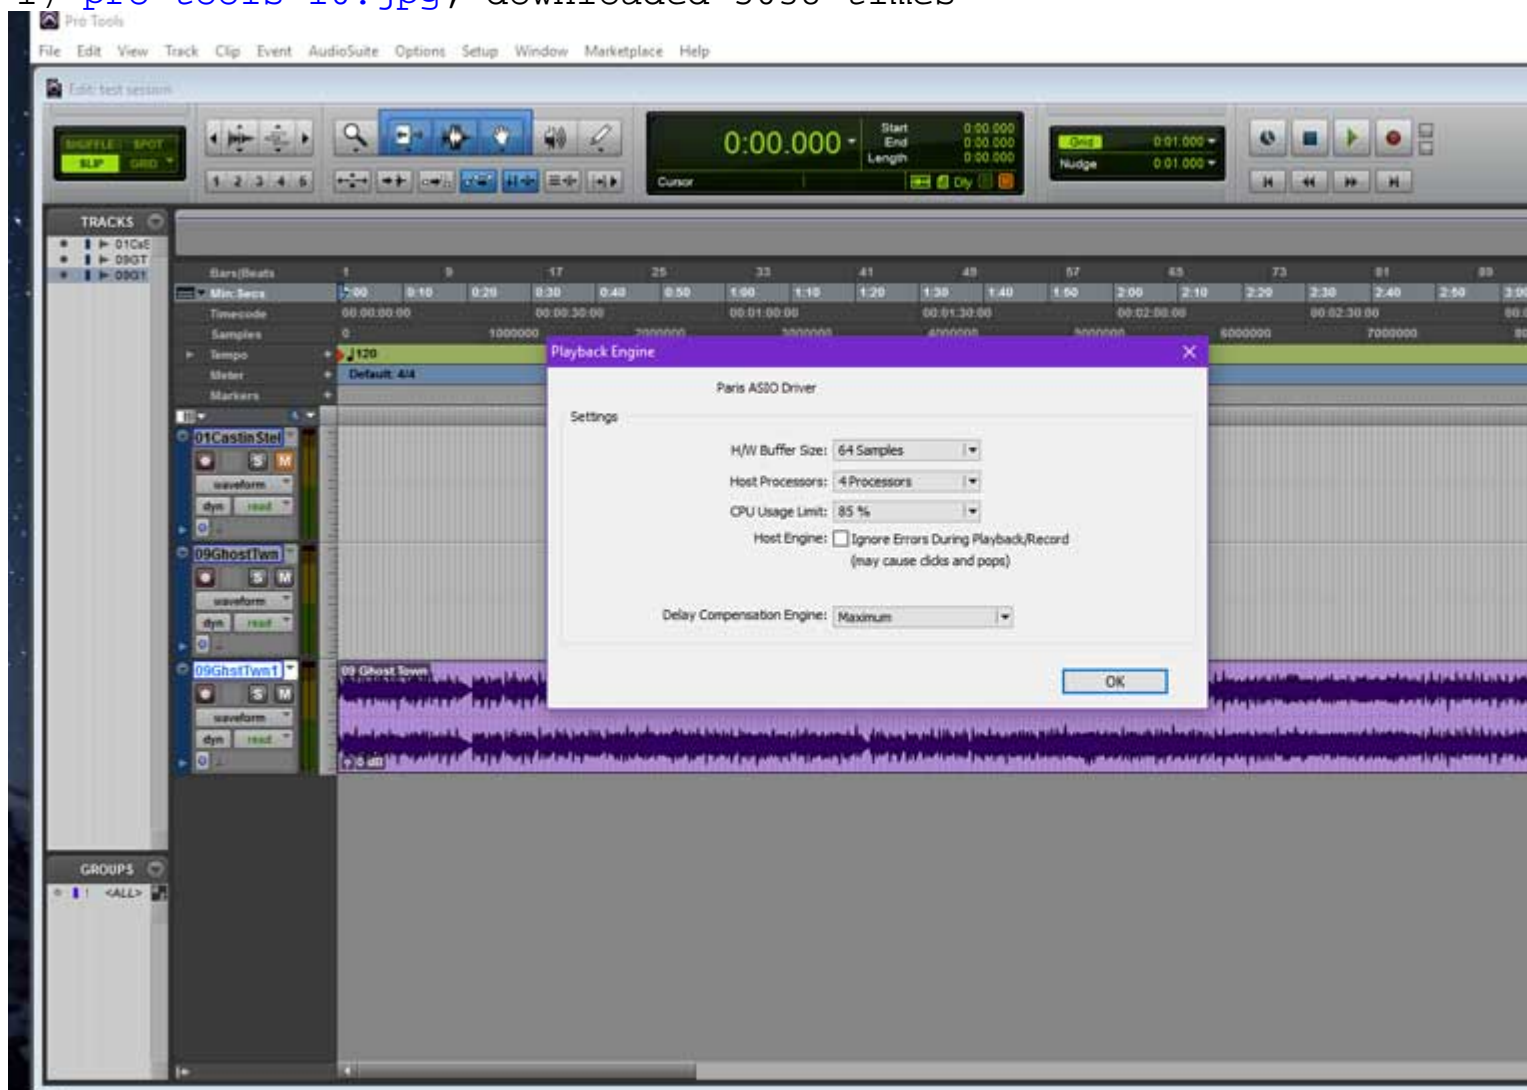 Pro Tools
File Edit View Track Clip Event AudioSuite Options Setup Window Marketplace Help
Edit: test session
SHUFFLE SPOT
SLIP GRID
1 2 3 4 5
0:00.000
Start 0:00.000
End 0:00.000
Length 0:00.000
Cursor
Dly
Grid 0:01.000
Nudge 0:01.000
TRACKS
01CaS
09GT
09GT
Bars|Beats 1 9 17 25 33 41 49 57 65 73 81 89
Min:Secs 0:00 0:10 0:20 0:30 0:40 0:50 1:00 1:10 1:20 1:30 1:40 1:50 2:00 2:10 2:20 2:30 2:40 2:50 3:00
Timecode 00:00:00:00 00:00:30:00 00:01:00:00 00:01:30:00 00:02:00:00 00:02:30:00
Samples 0 1000000 2000000 3000000 4000000 5000000 6000000 7000000
Tempo 120
Meter Default: 4/4
Markers
Playback Engine
Paris ASIO Driver
Settings
H/W Buffer Size: 64 Samples
Host Processors: 4 Processors
CPU Usage Limit: 85 %
Host Engine: Ignore Errors During Playback/Record
(may cause clicks and pops)
Delay Compensation Engine: Maximum
OK
01CastinStel
S M
waveform
dyn read
09GhostTwn
S M
waveform
dyn read
09GhstTwn1
S M
waveform
dyn read
09 Ghost Town
0 dB
GROUPS
! <ALL>